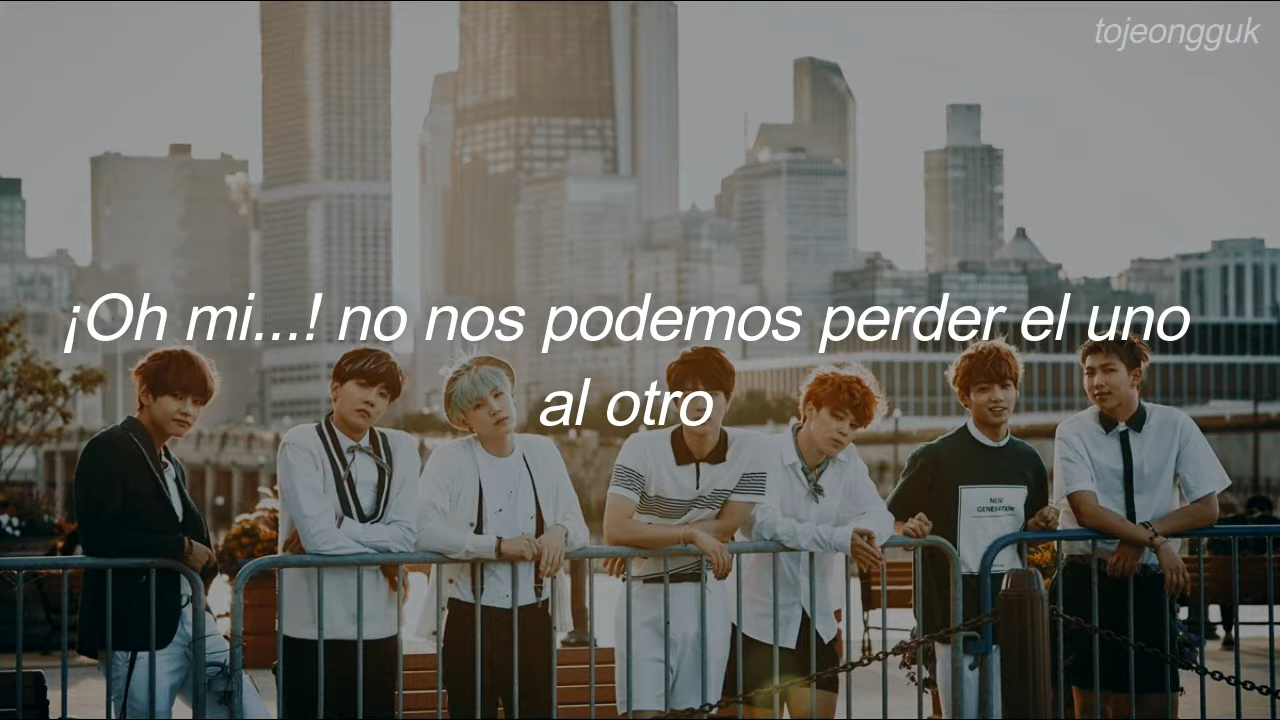 tojeongguk
¡Oh mi...! no nos podemos perder el uno
al otro
NEW
GENERATION